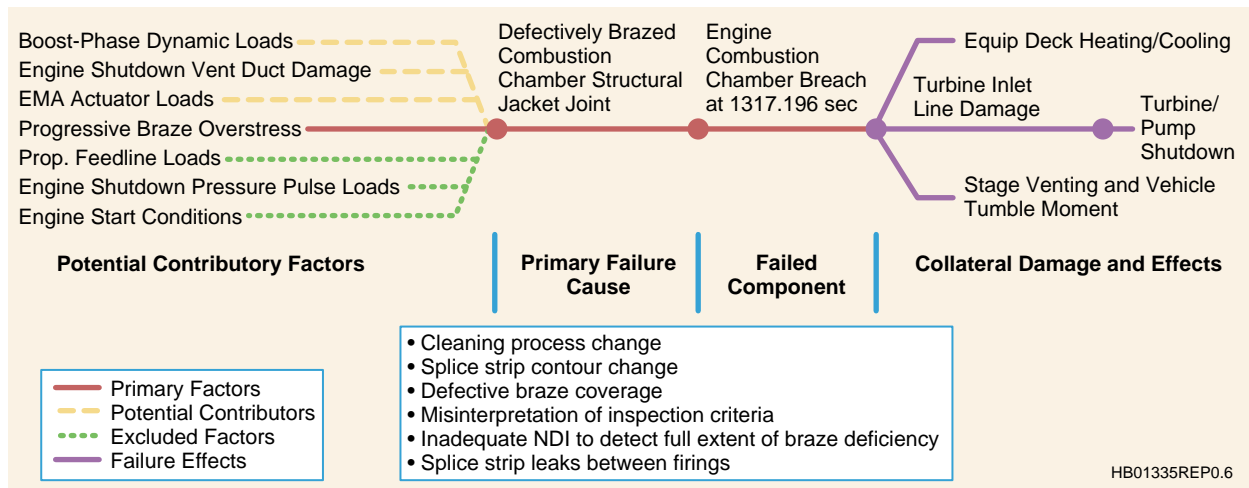 Boost-Phase Dynamic Loads
Engine Shutdown Vent Duct Damage
EMA Actuator Loads
Progressive Braze Overstress
Prop. Feedline Loads
Engine Shutdown Pressure Pulse Loads
Engine Start Conditions
Defectively Brazed
Combustion
Chamber Structural
Jacket Joint
Engine
Combustion
Chamber Breach
at 1317.196 sec
Equip Deck Heating/Cooling
Turbine Inlet
Line Damage
Turbine/
Pump
Shutdown
Stage Venting and Vehicle
Tumble Moment
Potential Contributory Factors
Primary Failure
Cause
Failed
Component
Collateral Damage and Effects
Primary Factors
Potential Contributors
Excluded Factors
Failure Effects
• Cleaning process change
• Splice strip contour change
• Defective braze coverage
• Misinterpretation of inspection criteria
• Inadequate NDI to detect full extent of braze deficiency
• Splice strip leaks between firings
HB01335REP0.6